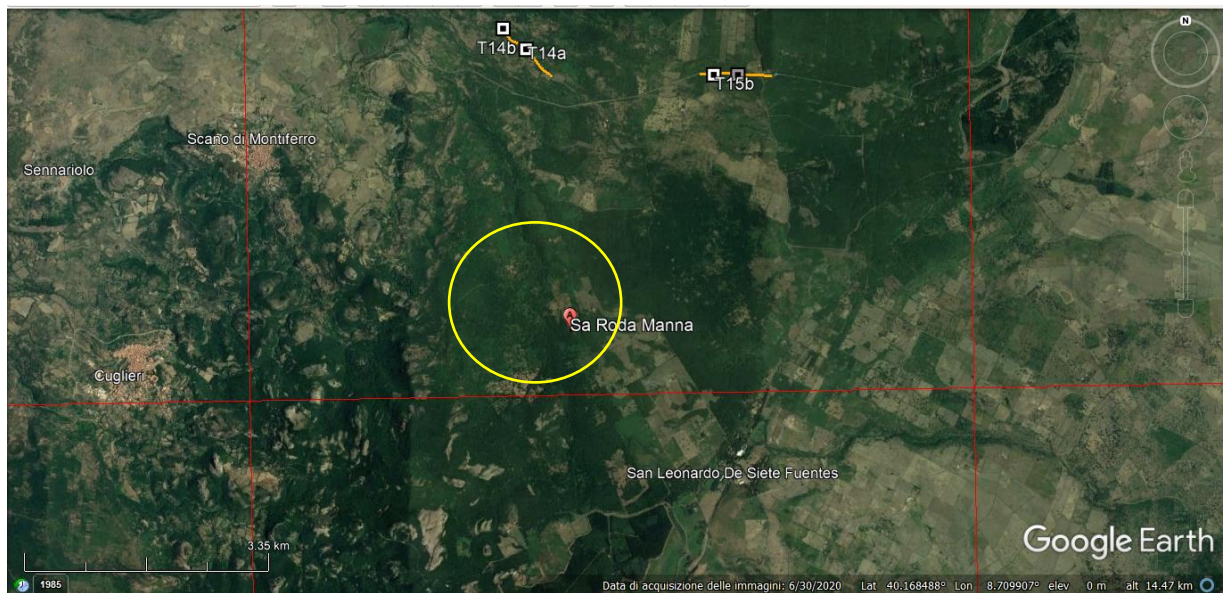 N
T14b
T14a
T15b
Scano di Montiferro
Sennariolo
A
Sa Roda Manna
Cuglieri
San Leonardo De Siete Fuentes
Google Earth
3.35 km
1985
Data di acquisizione delle immagini: 6/30/2020 Lat 40.168488° Lon 8.709907° elev 0 m alt 14.47 km